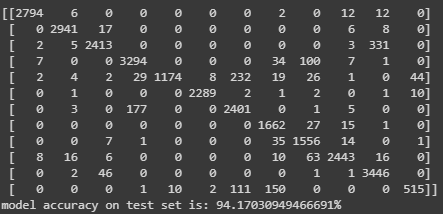 [[2794 6 0 0 0 0 0 2 0 12 12 0]
[ 0 2941 17 0 0 0 0 0 0 6 8 0]
[ 2 5 2413 0 0 0 0 0 0 3 331 0]
[ 7 0 0 3294 0 0 0 34 100 7 1 0]
[ 2 4 2 29 1174 8 232 19 26 1 0 44]
[ 0 1 0 0 0 2289 2 1 2 0 1 10]
[ 0 3 0 177 0 0 2401 0 1 5 0 0]
[ 0 0 0 0 0 0 0 1662 27 15 1 0]
[ 0 0 7 1 0 0 0 35 1556 14 0 1]
[ 8 16 6 0 0 0 0 10 63 2443 16 0]
[ 0 2 46 0 0 0 0 0 1 1 3446 0]
[ 0 0 0 1 10 2 111 150 0 0 0 515]]
model accuracy on test set is: 94.17030949466691%